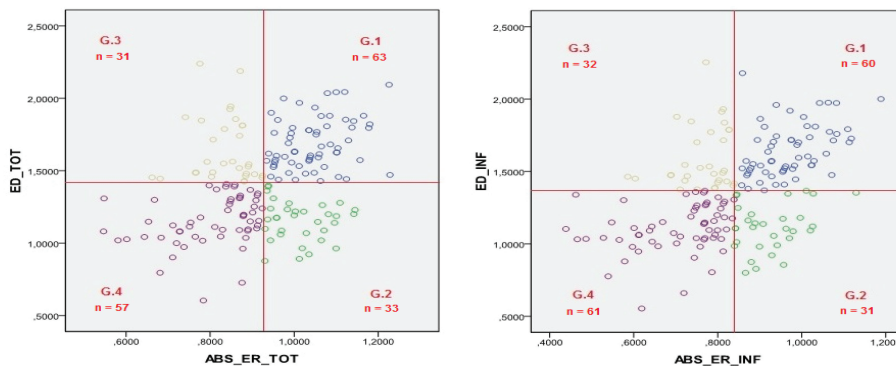 2,5000
2,0000
1,5000
1,0000
,5000
ED_TOT
G.3
n = 31
G.1
n = 63
G.4
n = 57
G.2
n = 33
,6000 ,8000 1,0000 1,2000
ABS_ER_TOT
2,5000
2,0000
1,5000
1,0000
,5000
ED_INF
G.3
n = 32
G.1
n = 60
G.4
n = 61
G.2
n = 31
,4000 ,6000 ,8000 1,0000 1,200
ABS_ER_INF